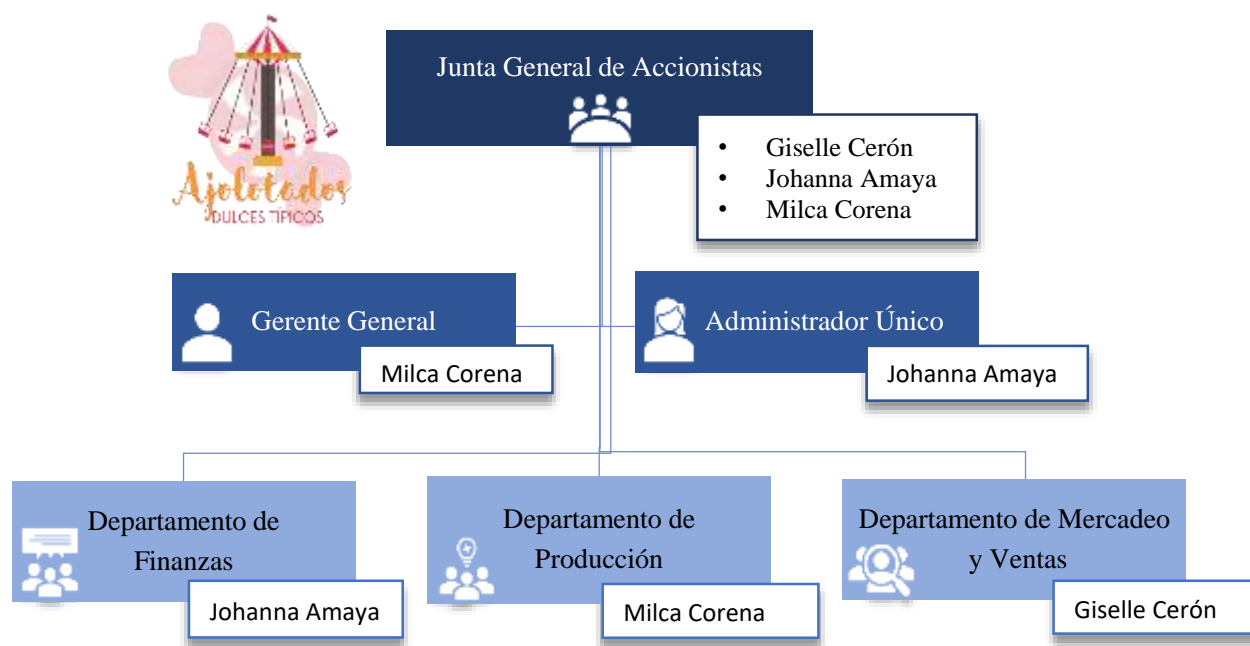 Junta General de Accionistas
Ajolotados
DULCES TÍPICOS
• Giselle Cerón
• Johanna Amaya
• Milca Corena
Gerente General
Milca Corena
Administrador Único
Johanna Amaya
Departamento de
Finanzas
Johanna Amaya
Departamento de
Producción
Milca Corena
Departamento de Mercadeo
y Ventas
Giselle Cerón